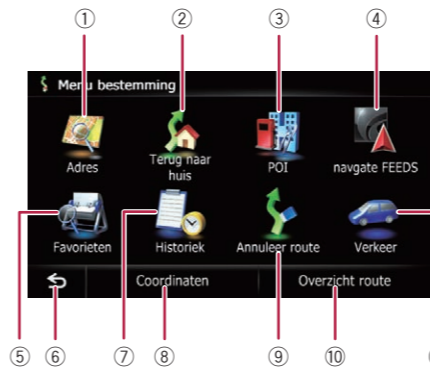 ① ② ③ ④
Menu bestemming
Adres Terug naar huis POI navgate FEEDS
Favorieten Historiek Annuleer route Verkeer
Coordinaten Overzicht route
⑤ ⑥ ⑦ ⑧ ⑨ ⑩